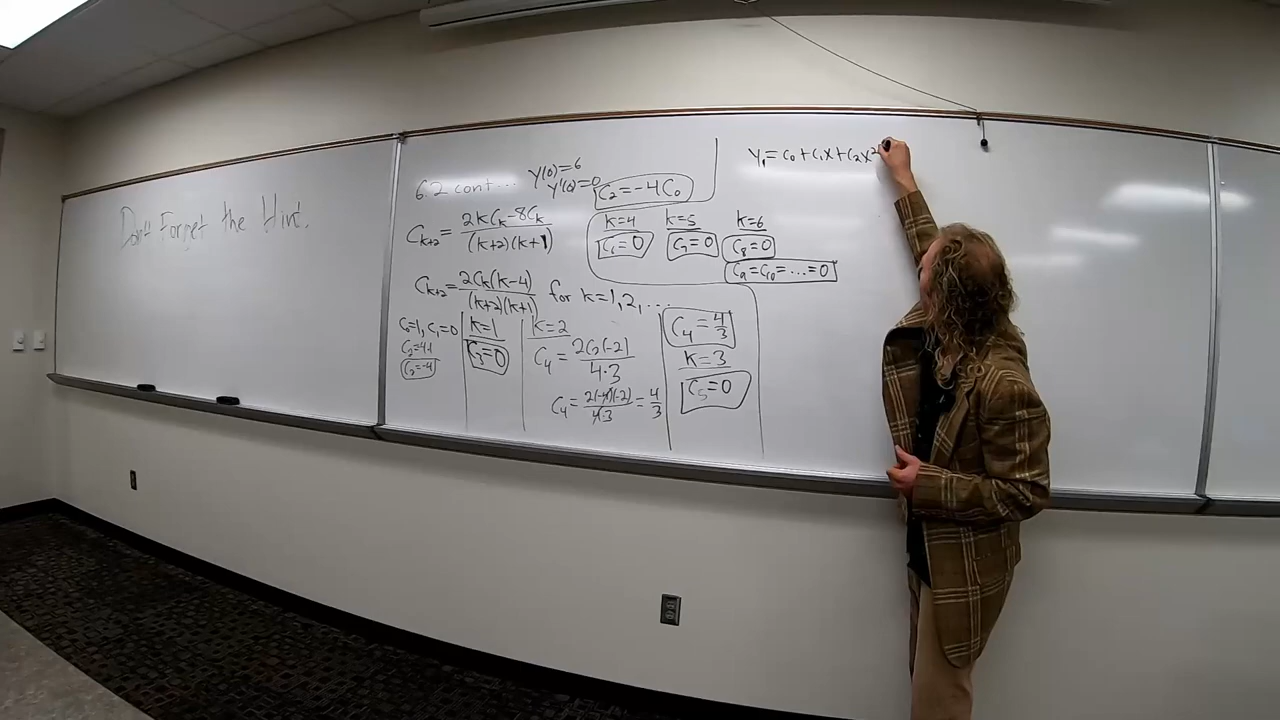 Don't Forget the Hint.
6.2 cont...
y(0)=6
y'(0)=0
C₂=-4C₀
Cₖ₊₂= (2kCₖ-8Cₖ)/((k+2)(k+1))
Cₖ₊₂= 2Cₖ(k-4)/((k+2)(k+1)) for k=1,2,...
C₀=1, C₁=0
C₂=-4·1
C₂=-4
k=1
C₃=0
k=2
C₄= 2C₂(-2)/(4·3)
C₄= 2(-4)(-2)/(4·3) = 4/3
C₄= 4/3
k=3
C₅=0
k=4
C₆=0
k=5
C₇=0
k=6
C₈=0
C₉=C₁₀=...=0
y₁=C₀+C₁x+C₂x²